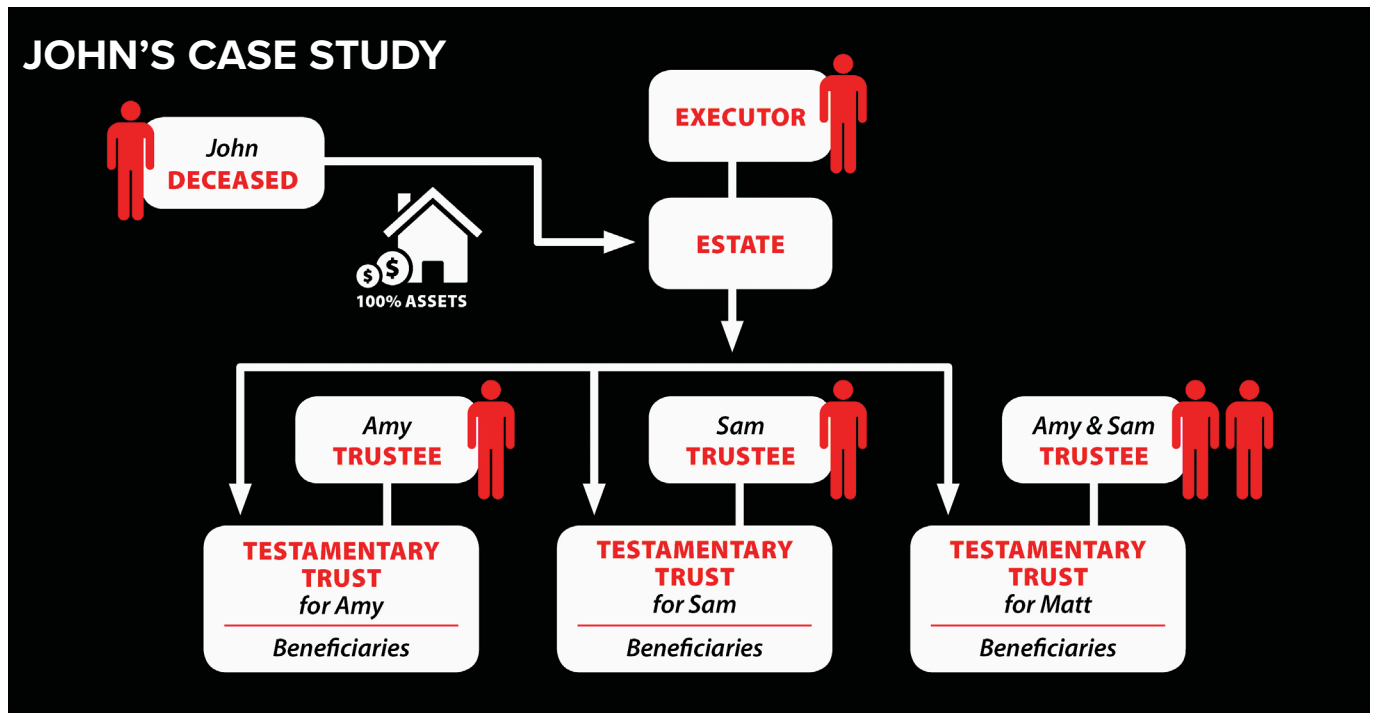 JOHN'S CASE STUDY
John
DECEASED
EXECUTOR
ESTATE
$ $
100% ASSETS
Amy
TRUSTEE
Sam
TRUSTEE
Amy & Sam
TRUSTEE
TESTAMENTARY
TRUST
for Amy
Beneficiaries
TESTAMENTARY
TRUST
for Sam
Beneficiaries
TESTAMENTARY
TRUST
for Matt
Beneficiaries